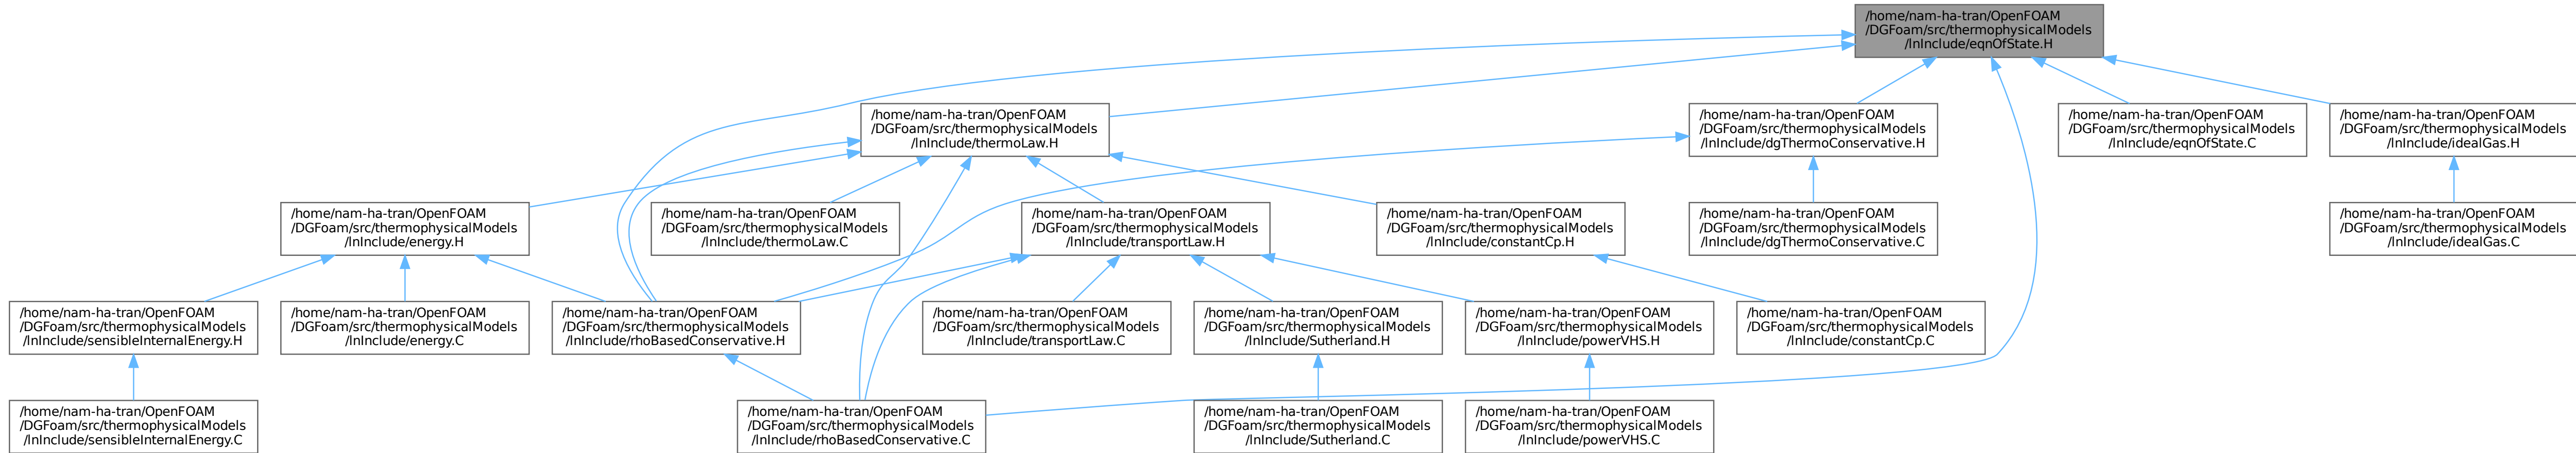 /home/nam-ha-tran/OpenFOAM
/DGFoam/src/thermophysicalModels
/lnInclude/eqnOfState.H
/home/nam-ha-tran/OpenFOAM
/DGFoam/src/thermophysicalModels
/lnInclude/thermoLaw.H
/home/nam-ha-tran/OpenFOAM
/DGFoam/src/thermophysicalModels
/lnInclude/dgThermoConservative.H
/home/nam-ha-tran/OpenFOAM
/DGFoam/src/thermophysicalModels
/lnInclude/eqnOfState.C
/home/nam-ha-tran/OpenFOAM
/DGFoam/src/thermophysicalModels
/lnInclude/idealGas.H
/home/nam-ha-tran/OpenFOAM
/DGFoam/src/thermophysicalModels
/lnInclude/energy.H
/home/nam-ha-tran/OpenFOAM
/DGFoam/src/thermophysicalModels
/lnInclude/thermoLaw.C
/home/nam-ha-tran/OpenFOAM
/DGFoam/src/thermophysicalModels
/lnInclude/transportLaw.H
/home/nam-ha-tran/OpenFOAM
/DGFoam/src/thermophysicalModels
/lnInclude/constantCp.H
/home/nam-ha-tran/OpenFOAM
/DGFoam/src/thermophysicalModels
/lnInclude/dgThermoConservative.C
/home/nam-ha-tran/OpenFOAM
/DGFoam/src/thermophysicalModels
/lnInclude/idealGas.C
/home/nam-ha-tran/OpenFOAM
/DGFoam/src/thermophysicalModels
/lnInclude/sensibleInternalEnergy.H
/home/nam-ha-tran/OpenFOAM
/DGFoam/src/thermophysicalModels
/lnInclude/energy.C
/home/nam-ha-tran/OpenFOAM
/DGFoam/src/thermophysicalModels
/lnInclude/rhoBasedConservative.H
/home/nam-ha-tran/OpenFOAM
/DGFoam/src/thermophysicalModels
/lnInclude/transportLaw.C
/home/nam-ha-tran/OpenFOAM
/DGFoam/src/thermophysicalModels
/lnInclude/Sutherland.H
/home/nam-ha-tran/OpenFOAM
/DGFoam/src/thermophysicalModels
/lnInclude/powerVHS.H
/home/nam-ha-tran/OpenFOAM
/DGFoam/src/thermophysicalModels
/lnInclude/constantCp.C
/home/nam-ha-tran/OpenFOAM
/DGFoam/src/thermophysicalModels
/lnInclude/sensibleInternalEnergy.C
/home/nam-ha-tran/OpenFOAM
/DGFoam/src/thermophysicalModels
/lnInclude/rhoBasedConservative.C
/home/nam-ha-tran/OpenFOAM
/DGFoam/src/thermophysicalModels
/lnInclude/Sutherland.C
/home/nam-ha-tran/OpenFOAM
/DGFoam/src/thermophysicalModels
/lnInclude/powerVHS.C